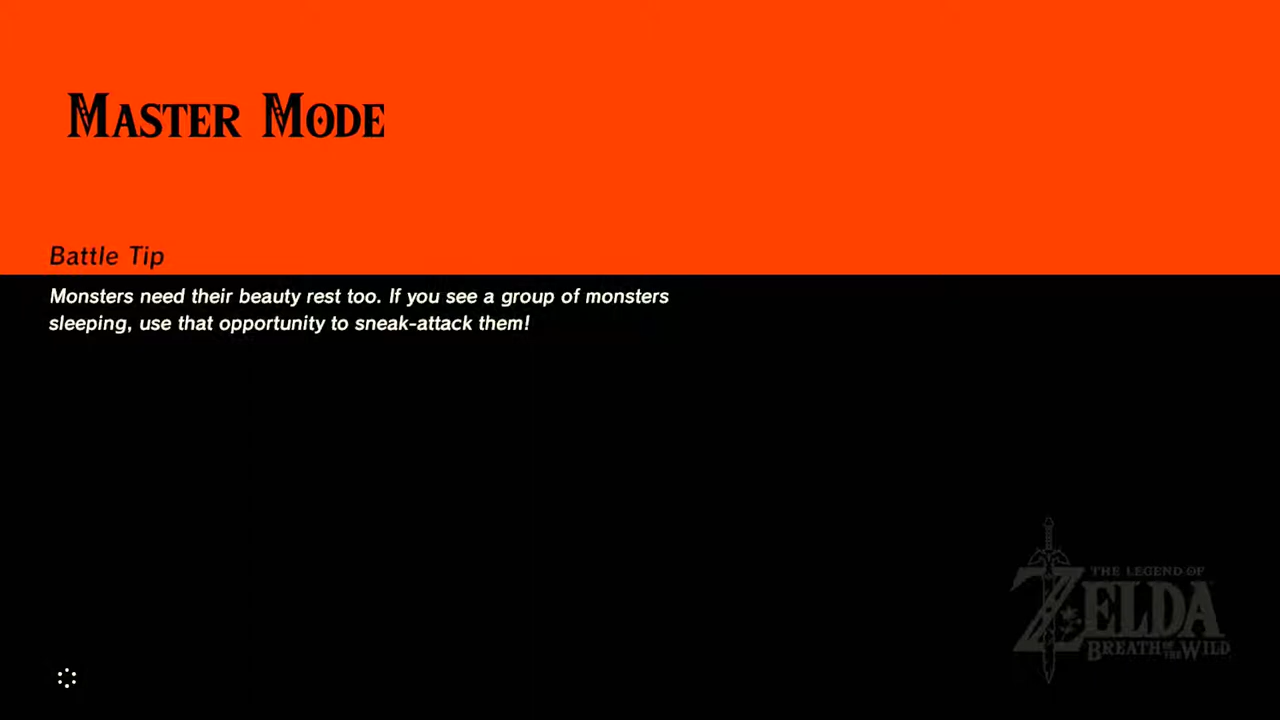 Master Mode
Battle Tip
Monsters need their beauty rest too. If you see a group of monsters
sleeping, use that opportunity to sneak-attack them!
THE LEGEND OF
ZELDA
BREATH OF THE WILD